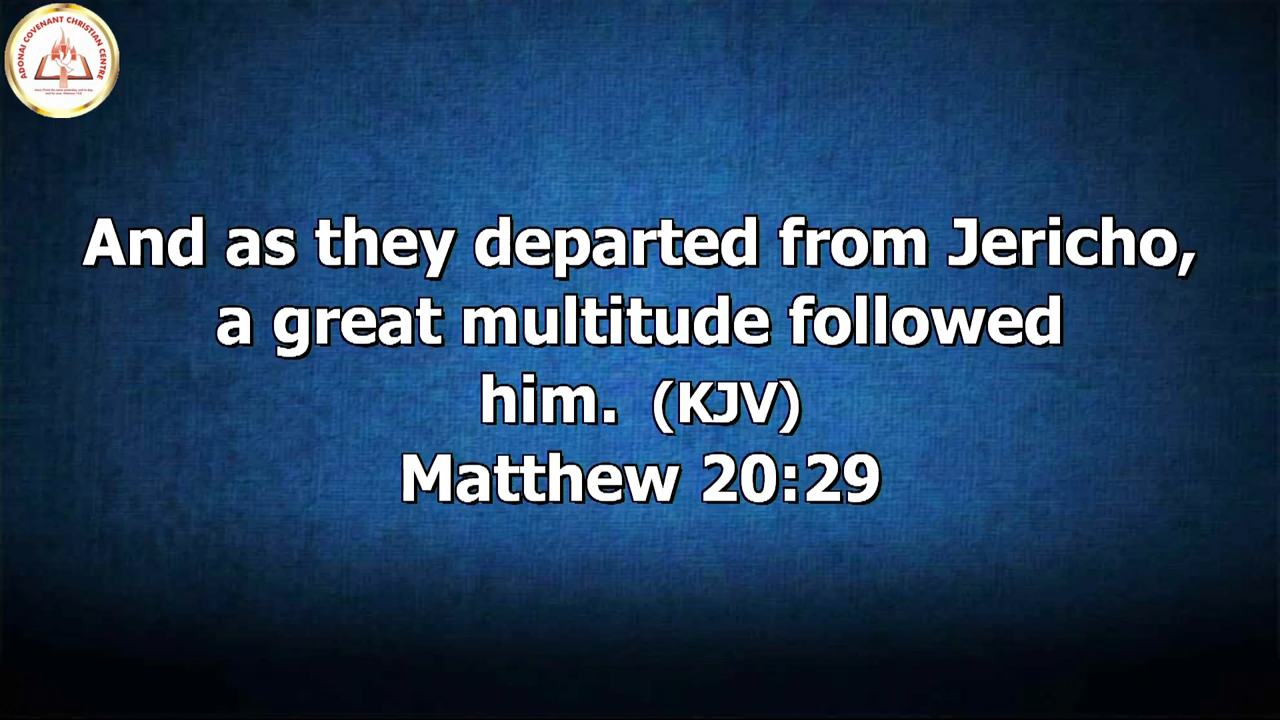 ADONAI COVENANT CHRISTIAN CENTRE
And as they departed from Jericho,
a great multitude followed
him. (KJV)
Matthew 20:29